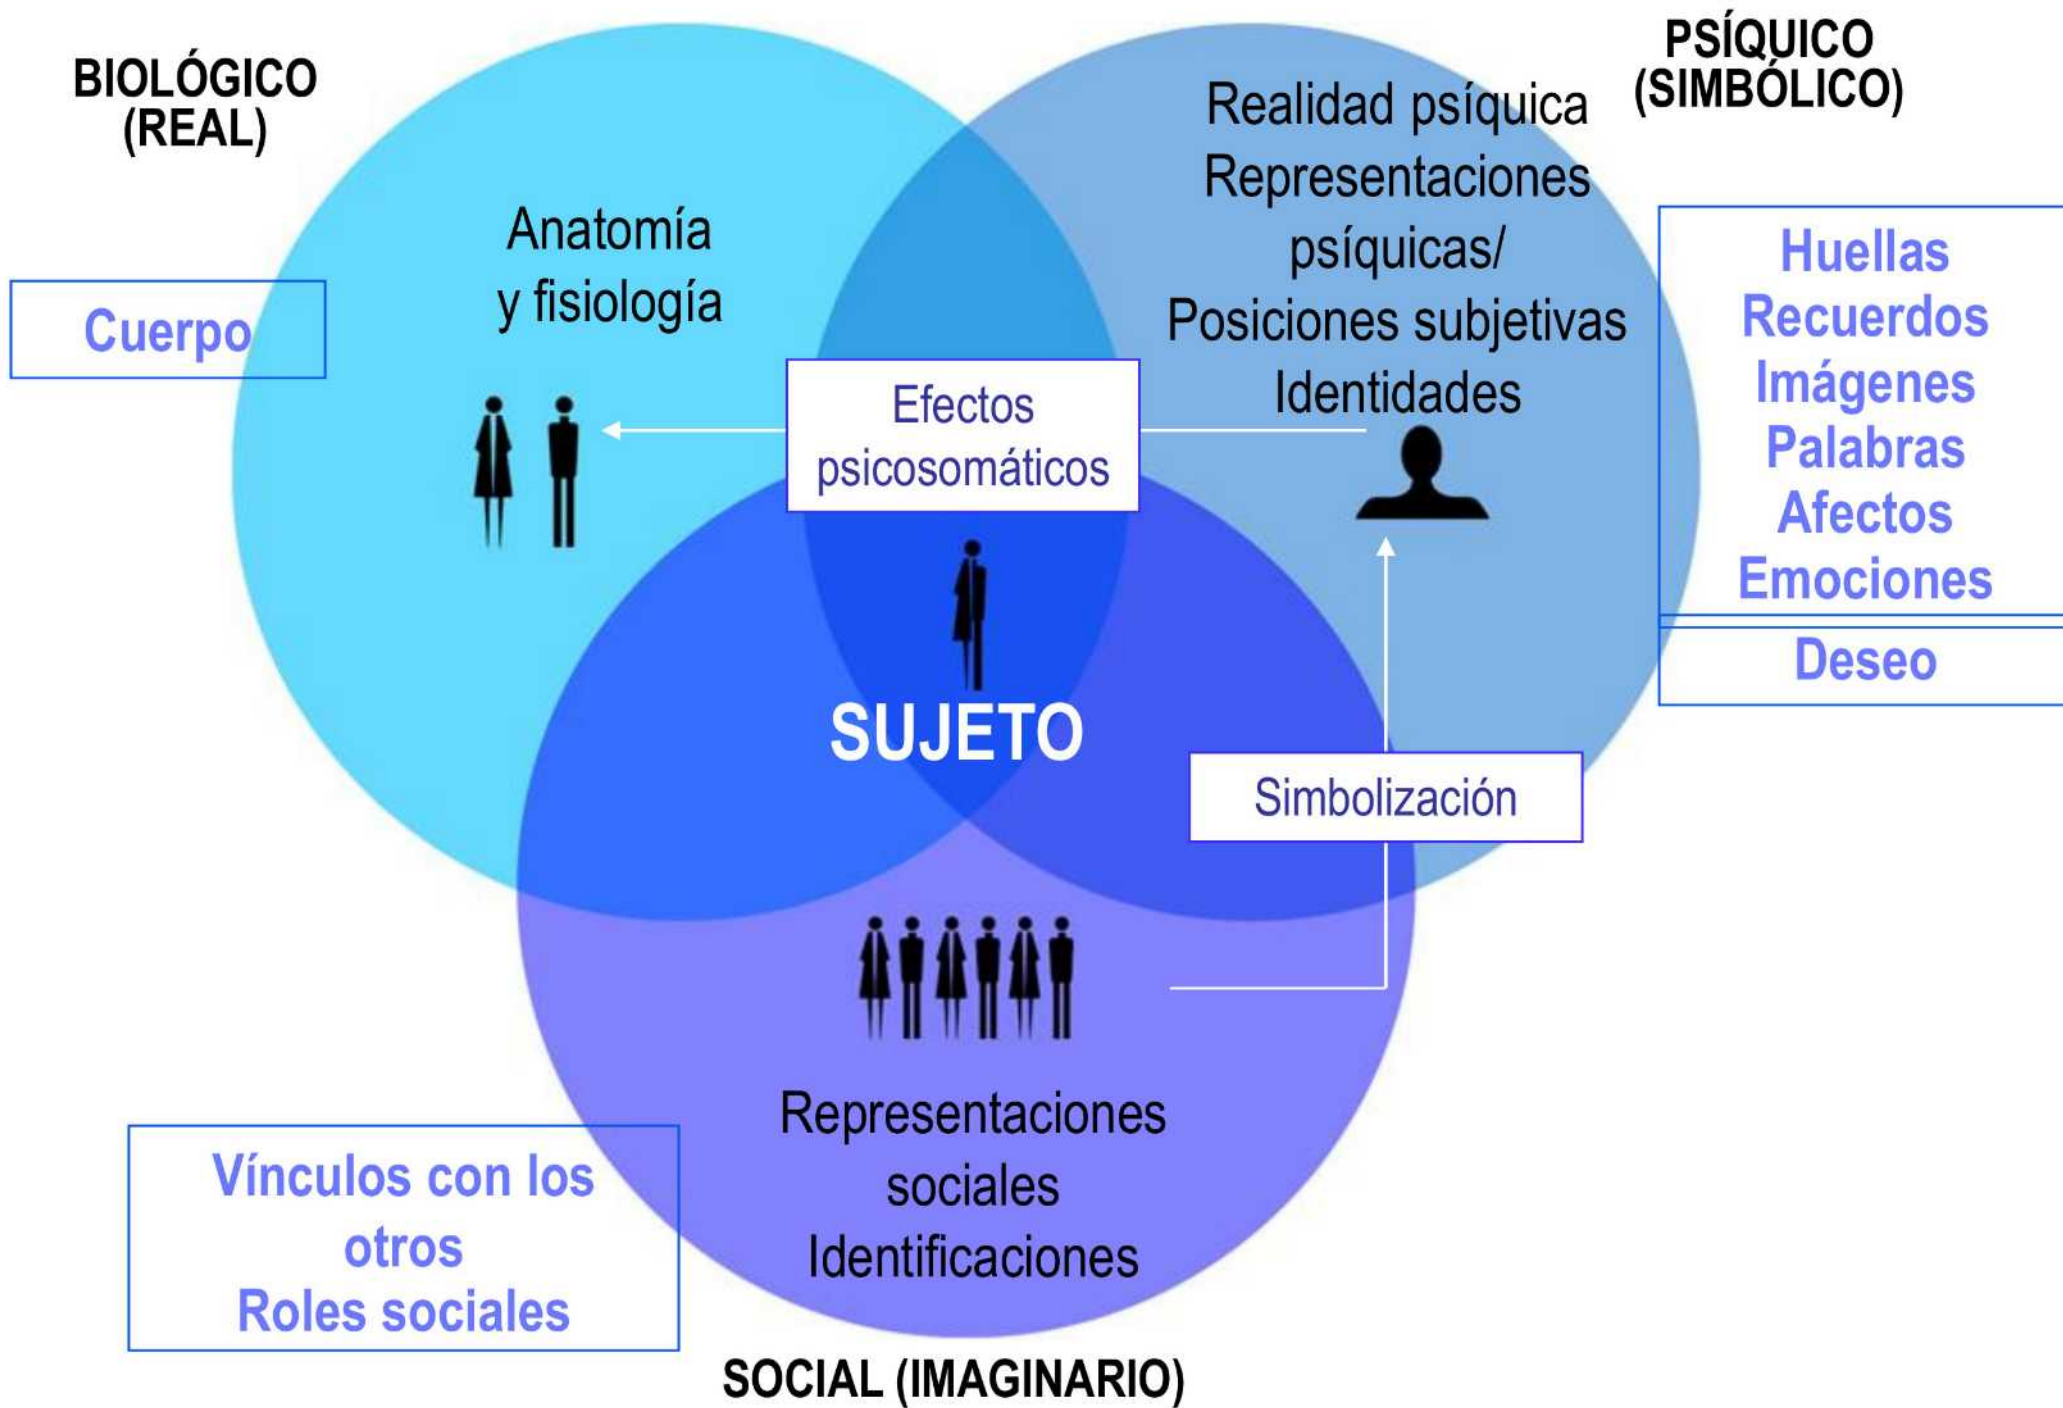 BIOLÓGICO
(REAL)
PSÍQUICO
(SIMBÓLICO)
Anatomía
y fisiología
Cuerpo
Realidad psíquica
Representaciones
psíquicas/
Posiciones subjetivas
Identidades
Huellas
Recuerdos
Imágenes
Palabras
Afectos
Emociones
Deseo
Efectos
psicosomáticos
SUJETO
Simbolización
Representaciones
sociales
Identificaciones
Vínculos con los
otros
Roles sociales
SOCIAL (IMAGINARIO)